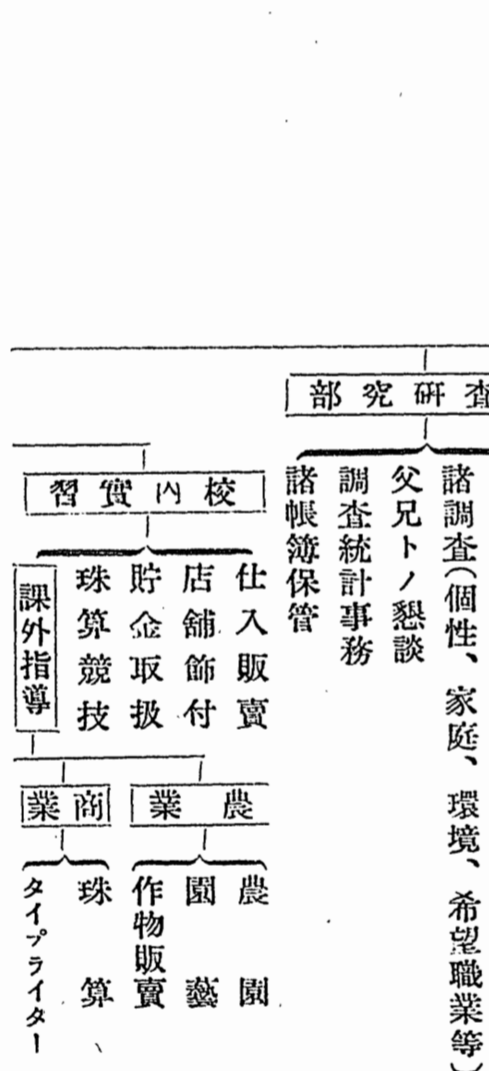 査研究部
諸調査(個性、家庭、環境、希望職業等)
父兄トノ懇談
調査統計事務
諸帳簿保管
校内實習
仕入販賣
店舗飾付
貯金取扱
珠算競技
課外指導
農業
農園
園藝
作物販賣
商業
珠算
タイプライター